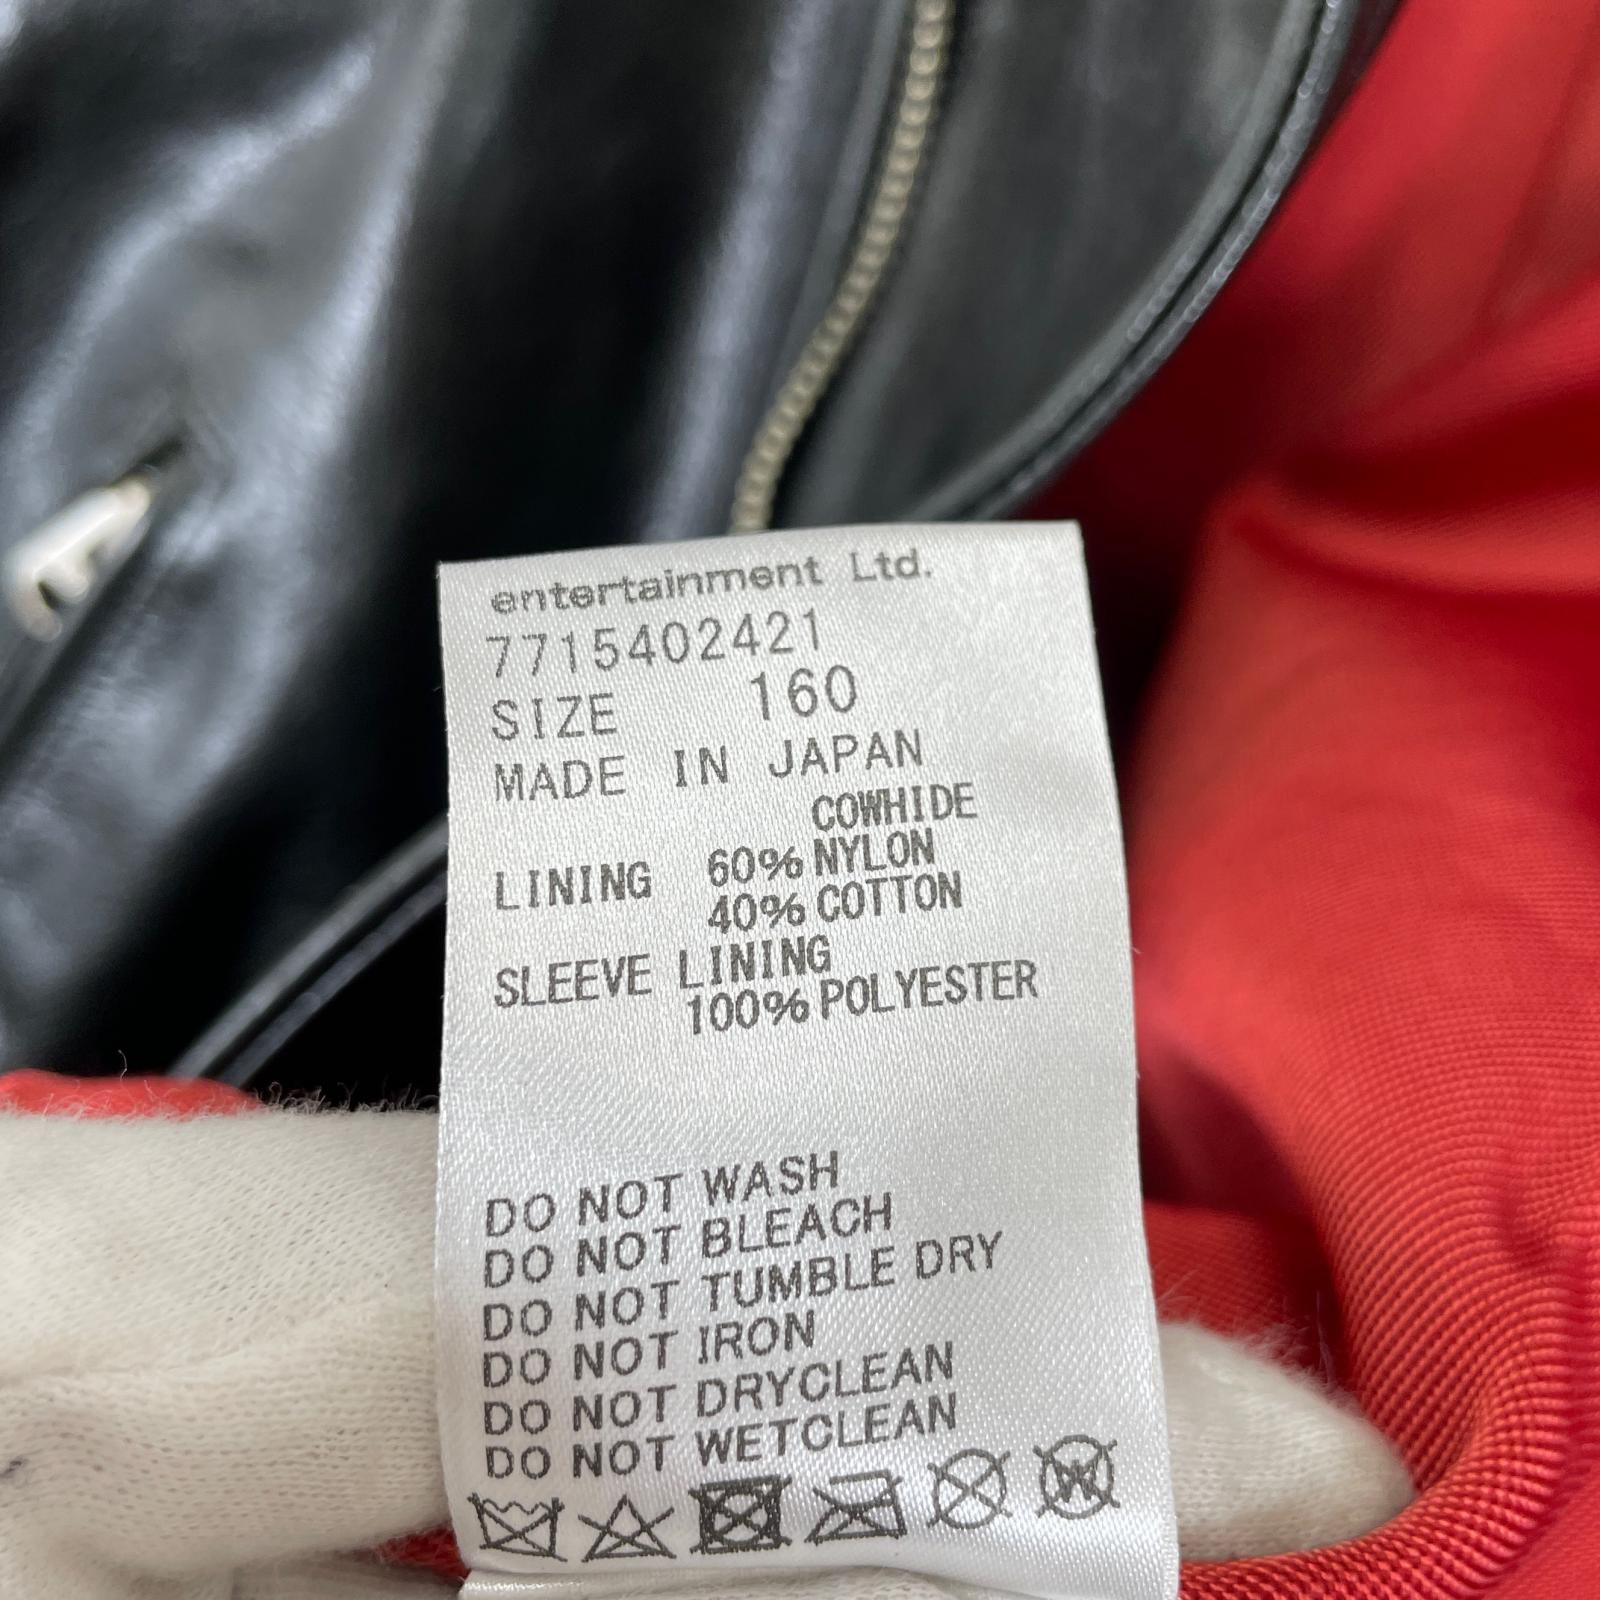 entertainment Ltd.
7715402421
SIZE 160
MADE IN JAPAN
COWHIDE
LINING 60% NYLON
40% COTTON
SLEEVE LINING
100% POLYESTER
DO NOT WASH
DO NOT BLEACH
DO NOT TUMBLE DRY
DO NOT IRON
DO NOT DRYCLEAN
DO NOT WETCLEAN
W